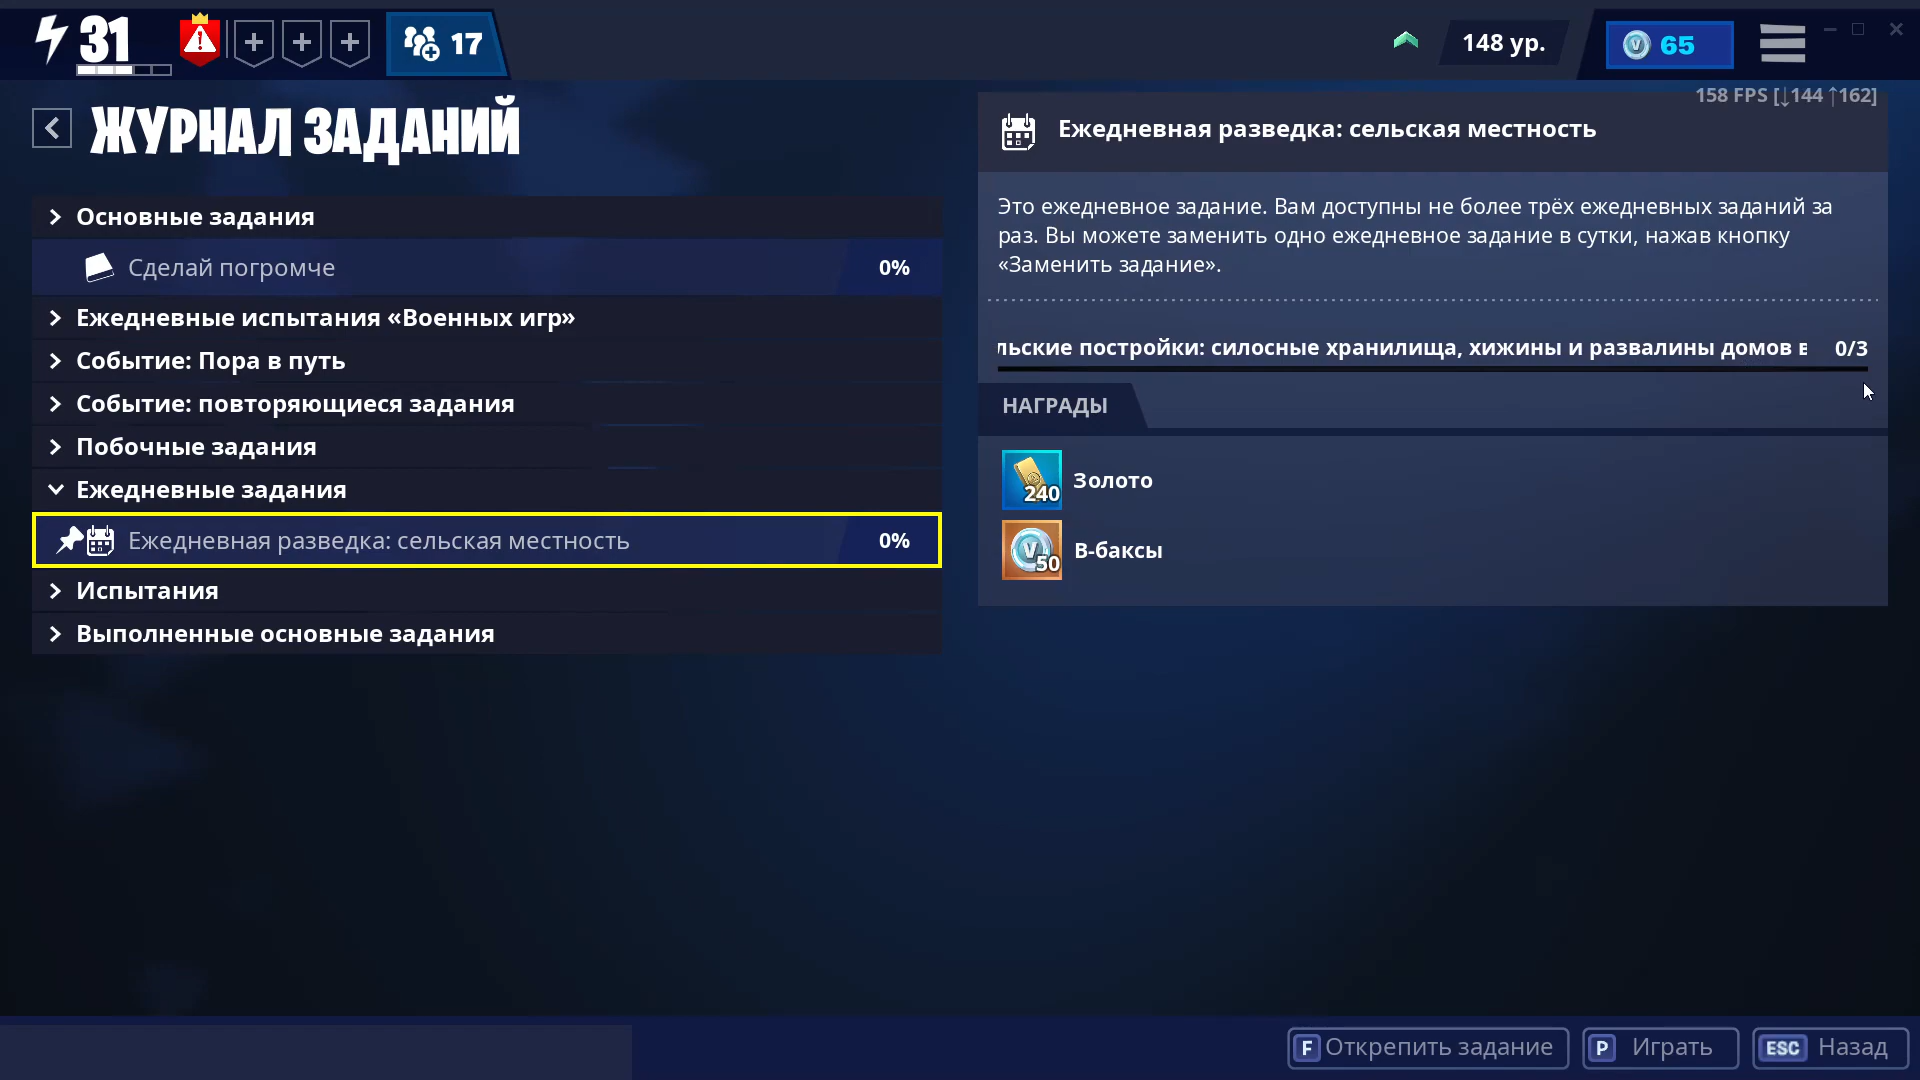 31
17
148 ур.
65
158 FPS [↓144 ↑162]
ЖУРНАЛ ЗАДАНИЙ
Основные задания
Сделай погромче 0%
Ежедневные испытания «Военных игр»
Событие: Пора в путь
Событие: повторяющиеся задания
Побочные задания
Ежедневные задания
Ежедневная разведка: сельская местность 0%
Испытания
Выполненные основные задания
Ежедневная разведка: сельская местность
Это ежедневное задание. Вам доступны не более трёх ежедневных заданий за
раз. Вы можете заменить одно ежедневное задание в сутки, нажав кнопку
«Заменить задание».
льские постройки: силосные хранилища, хижины и развалины домов в 0/3
НАГРАДЫ
240 Золото
50 В-баксы
F Открепить задание
P Играть
ESC Назад